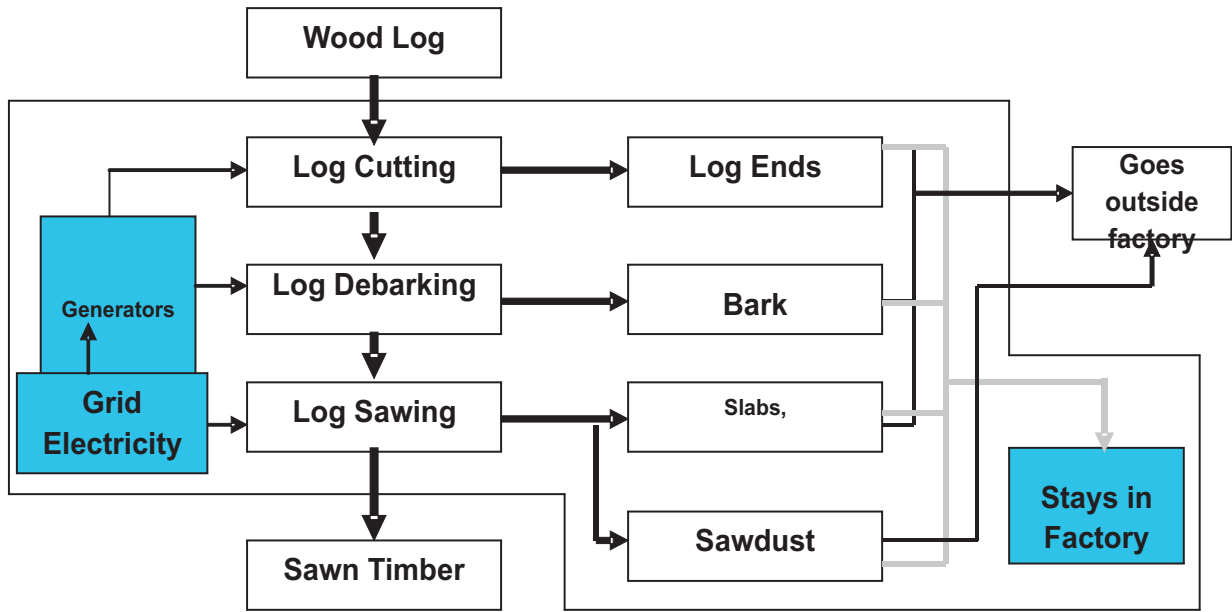 Wood Log
Log Cutting
Log Ends
Goes
outside
factory
Log Debarking
Bark
Generators
Grid
Electricity
Log Sawing
Slabs,
Stays in
Factory
Sawdust
Sawn Timber